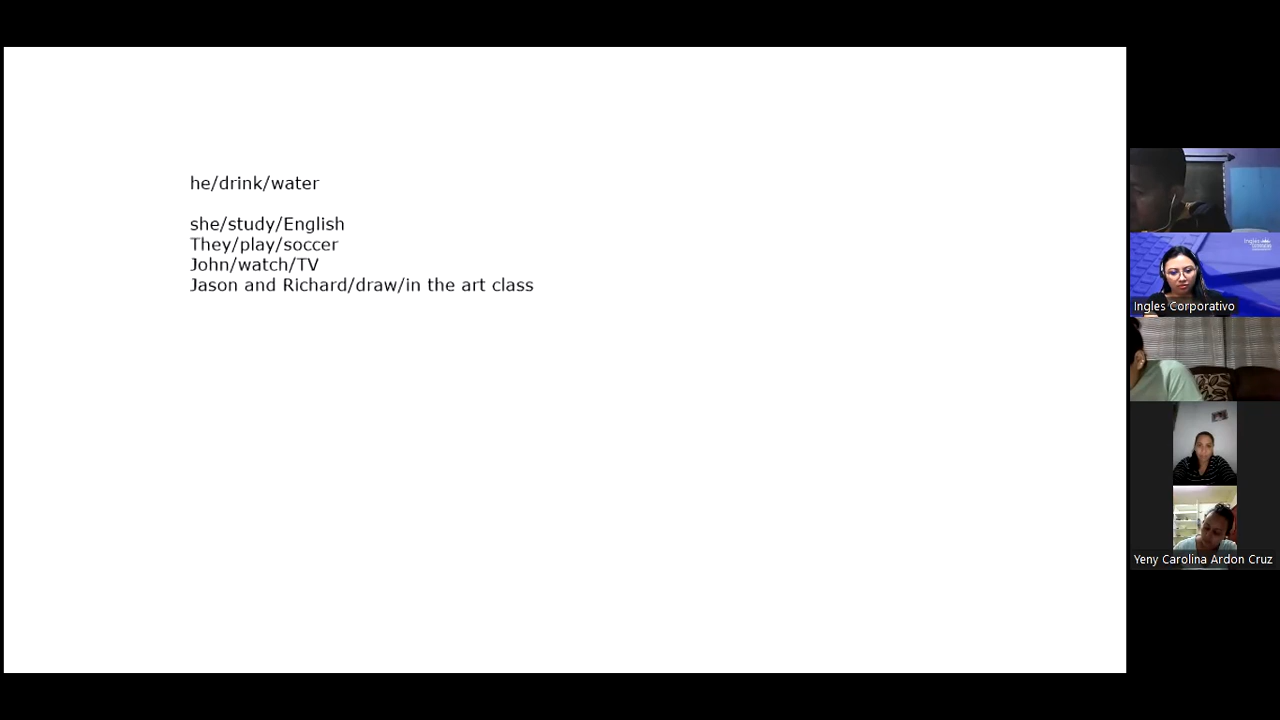 he/drink/water
she/study/English
They/play/soccer
John/watch/TV
Jason and Richard/draw/in the art class
Ingles
Ingles Corporativo
Yeny Carolina Ardon Cruz